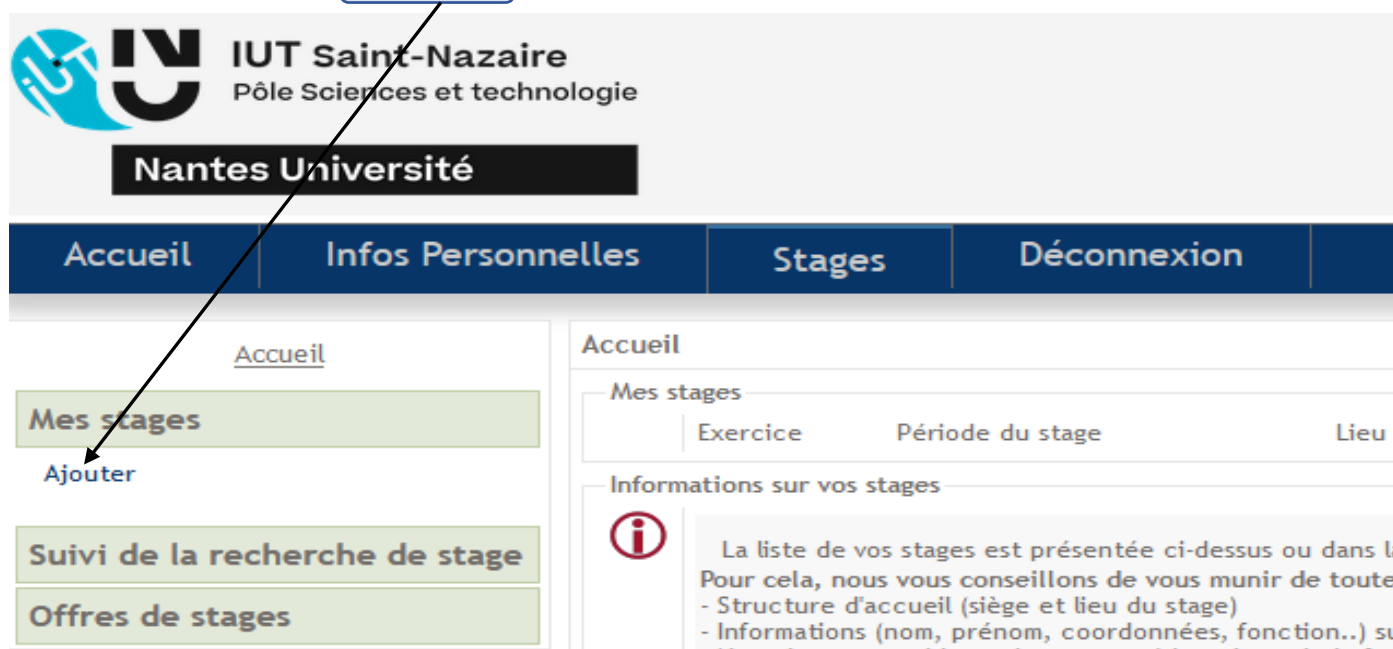 IUT Saint-Nazaire
Pôle Sciences et technologie
Nantes Université
Accueil Infos Personnelles Stages Déconnexion
Accueil
Mes stages
Ajouter
Suivi de la recherche de stage
Offres de stages
Accueil
Mes stages
Exercice Période du stage Lieu
Informations sur vos stages
La liste de vos stages est présentée ci-dessus ou dans
Pour cela, nous vous conseillons de vous munir de toute
- Structure d'accueil (siège et lieu du stage)
- Informations (nom, prénom, coordonnées, fonction..)